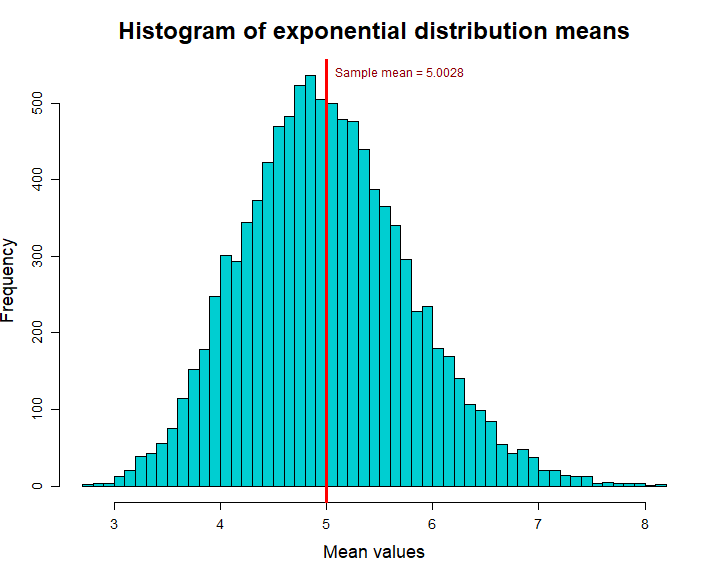 Histogram of exponential distribution means
Sample mean = 5.0028
Frequency
500
400
300
200
100
0
3 4 5 6 7 8
Mean values